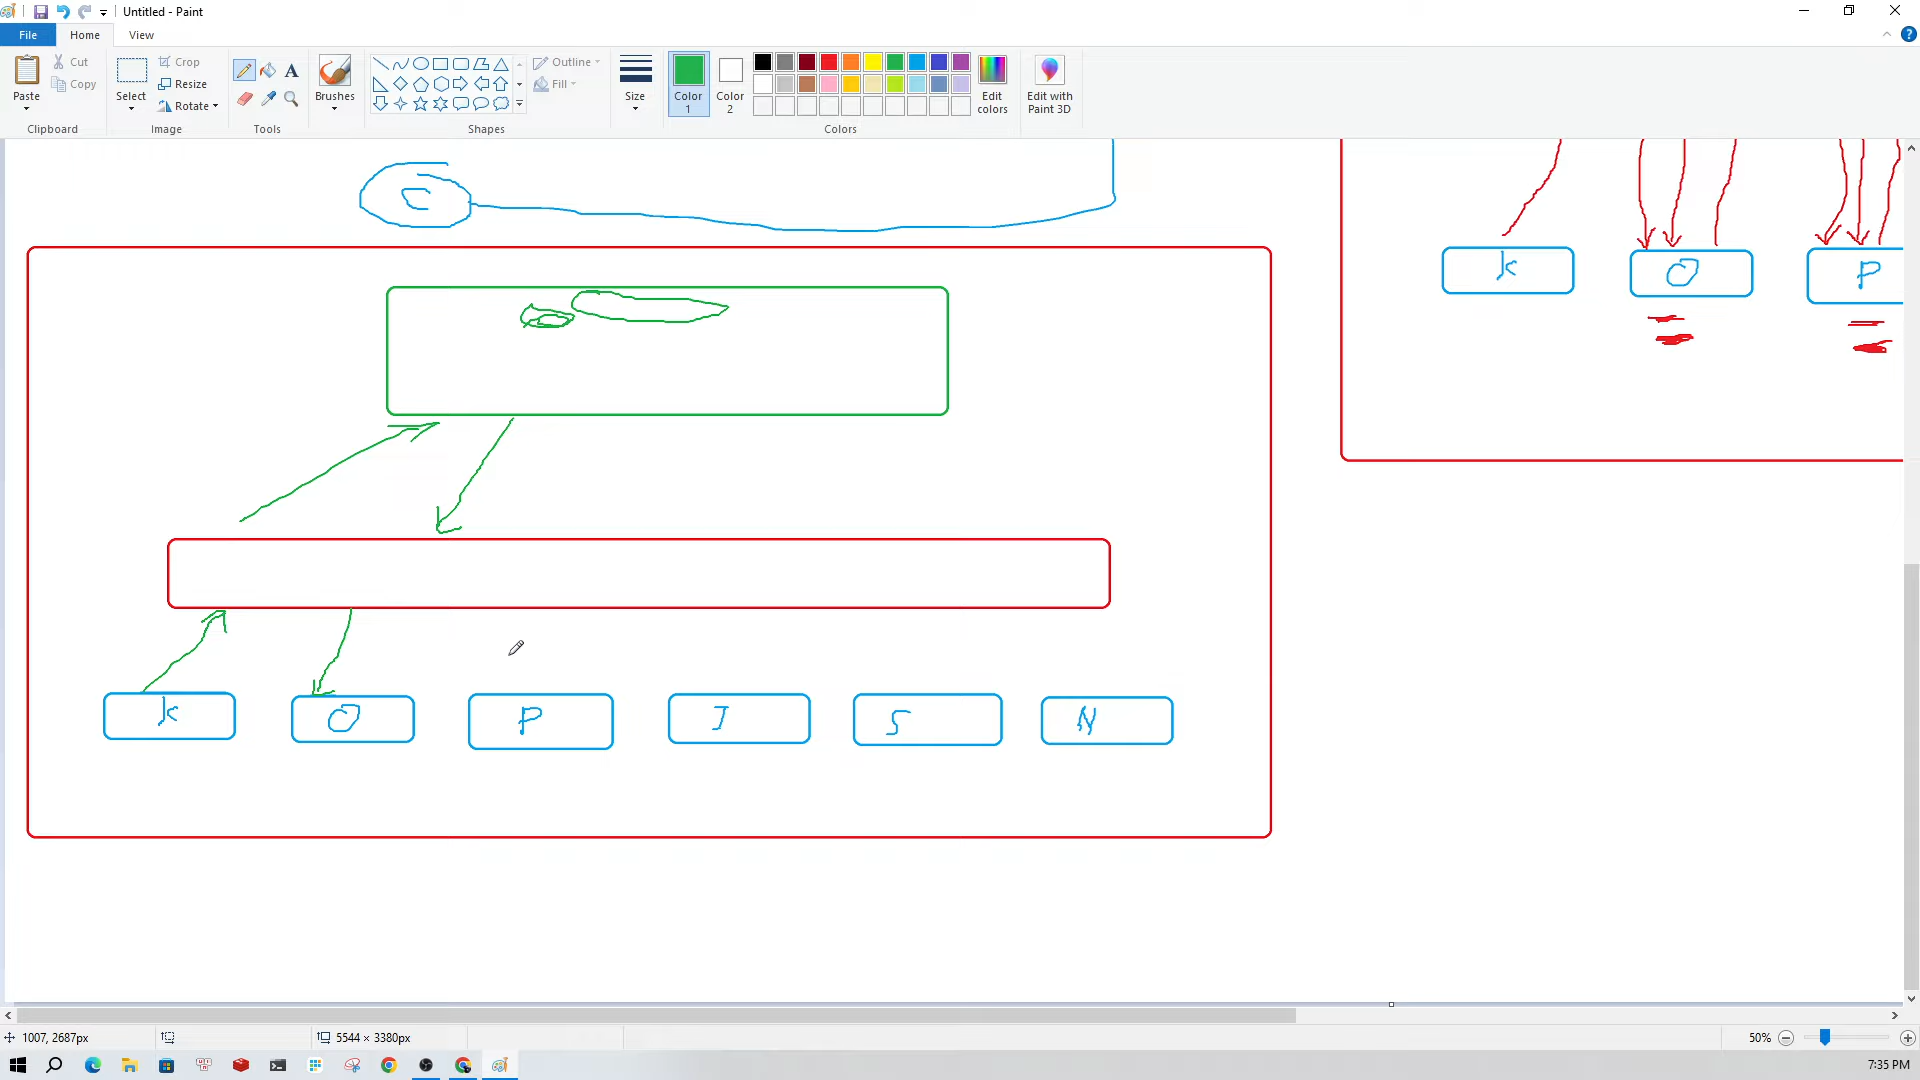 Untitled - Paint
File Home View
Paste
Cut
Copy
Clipboard
Select
Crop
Resize
Rotate
Image
Tools
Brushes
Shapes
Outline
Fill
Size
Color 1
Color 2
Edit colors
Colors
Edit with Paint 3D
C
K O P
K O P I S N
1007, 2687px
5544 × 3380px
50%
7:35 PM